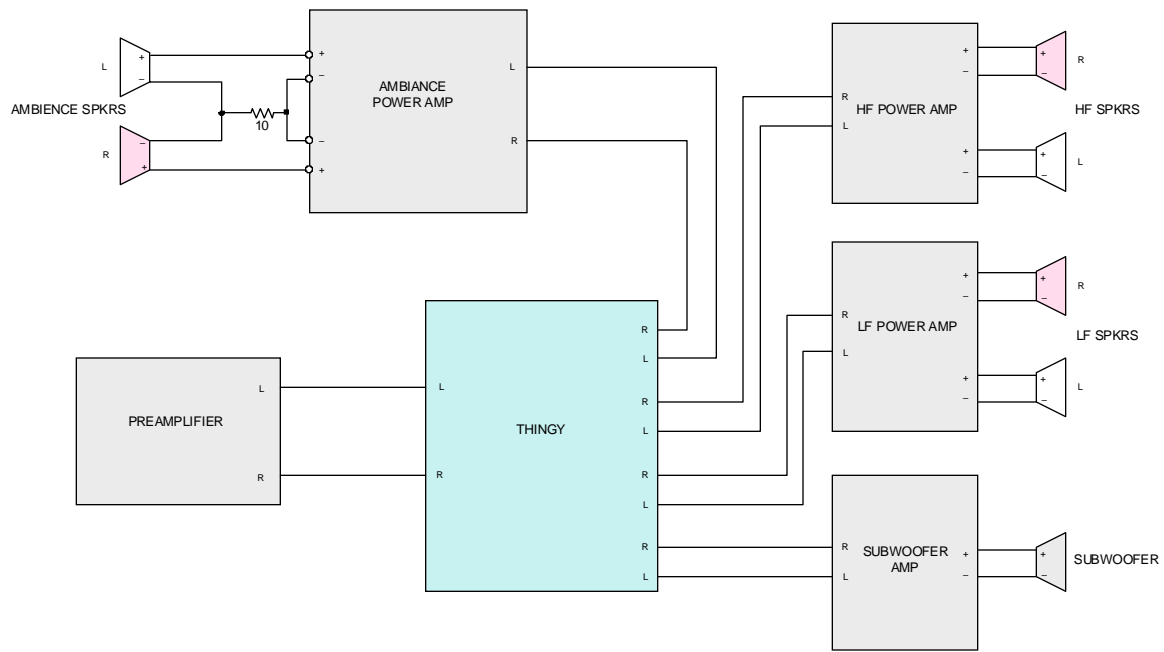 +
L
−
AMBIENCE SPKRS
10
−
R
+
+
−
AMBIANCE
POWER AMP
L
R
−
+
R
L
HF POWER AMP
+
−
+
−
+
−
R
HF SPKRS
+
−
L
R
L
LF POWER AMP
+
−
+
−
+
−
R
LF SPKRS
+
−
L
PREAMPLIFIER
L
R
L
R
THINGY
R
L
R
L
R
L
R
L
R
L
SUBWOOFER
AMP
+
−
+
−
SUBWOOFER